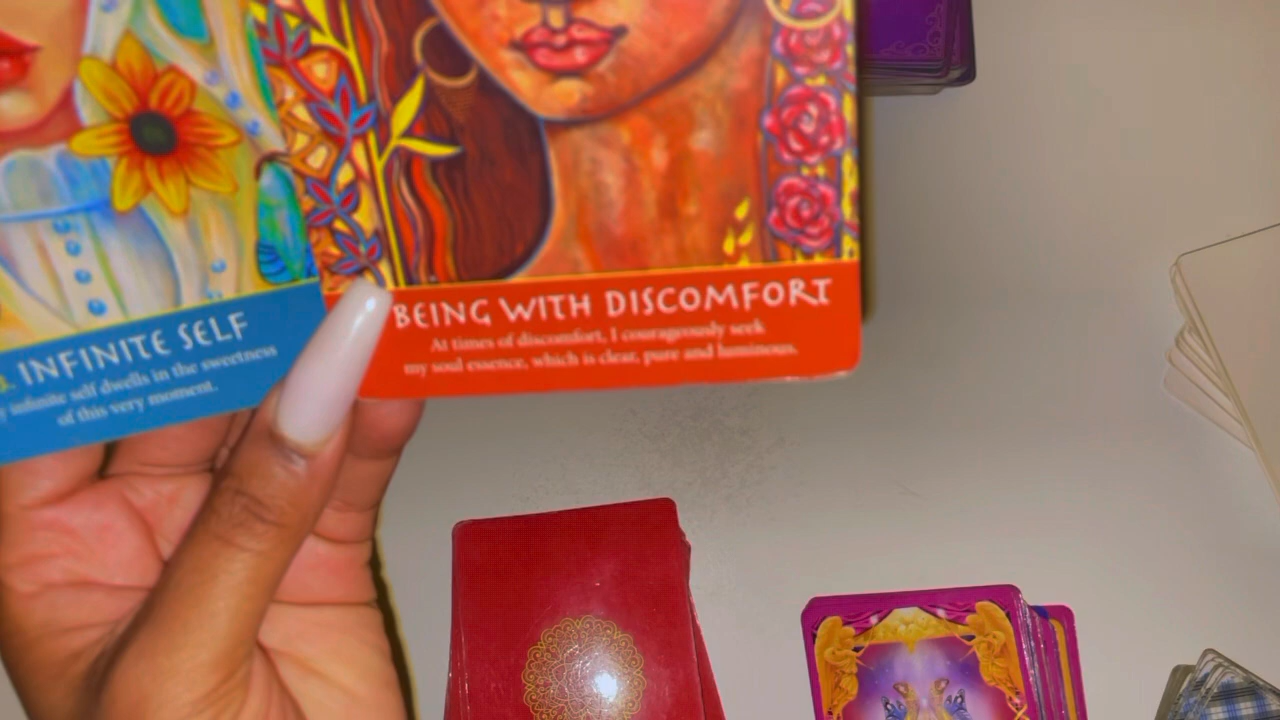 INFINITE SELF
infinite self dwells in the sweetness
of this very moment.
BEING WITH DISCOMFORT
At times of discomfort, I courageously seek
my soul essence, which is clear, pure and luminous.